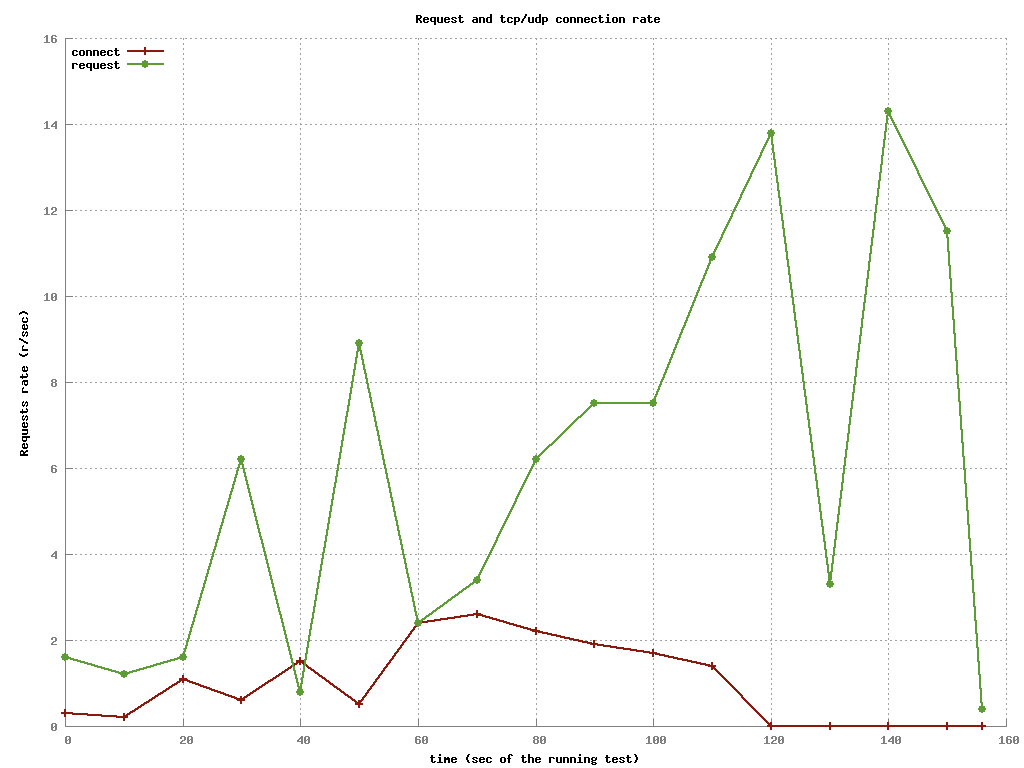 Request and tcp/udp connection rate
connect
request
16
14
12
10
8
6
4
2
0
Requests rate (r/sec)
0 20 40 60 80 100 120 140 160
time (sec of the running test)